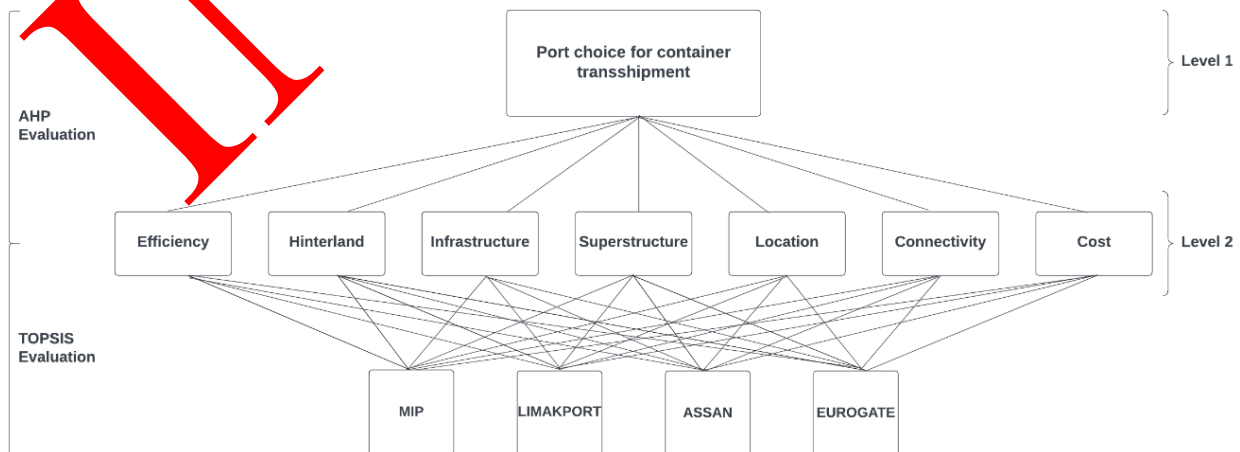 Port choice for container
transshipment
Level 1
AHP
Evaluation
Efficiency
Hinterland
Infrastructure
Superstructure
Location
Connectivity
Cost
Level 2
TOPSIS
Evaluation
MIP
LIMAKPORT
ASSAN
EUROGATE